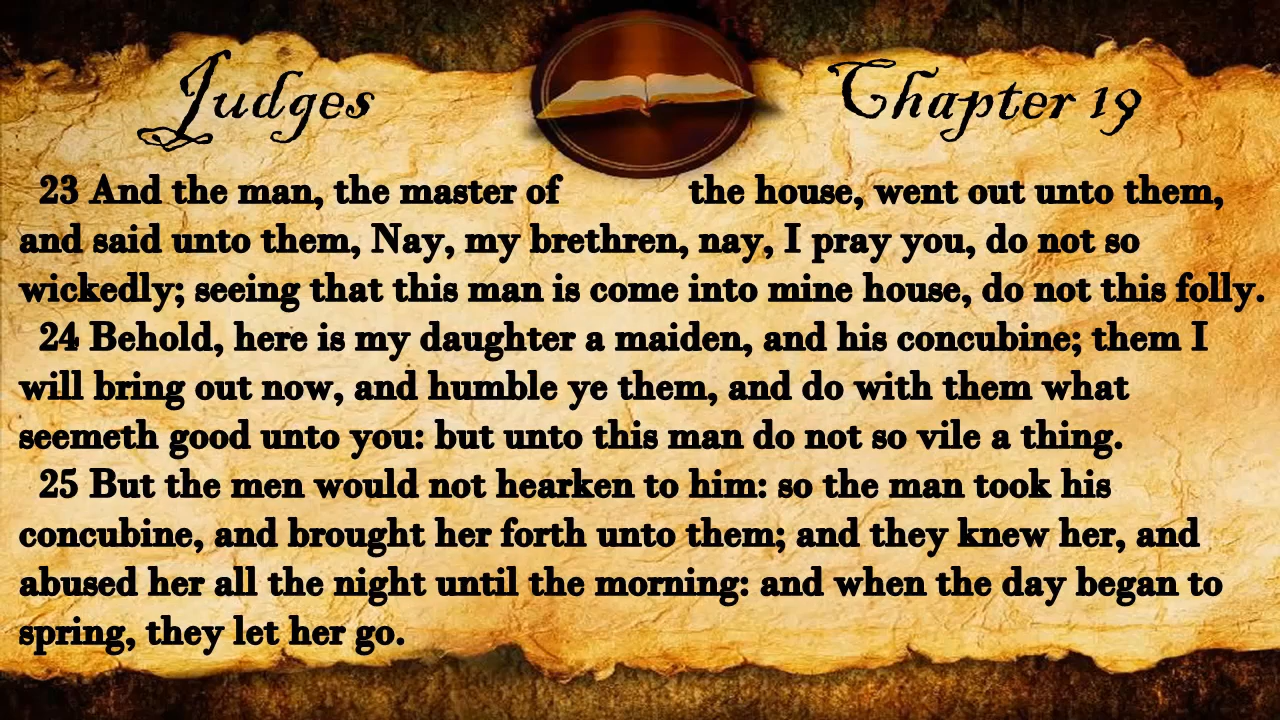 Judges
Chapter 19
23 And the man, the master of the house, went out unto them,
and said unto them, Nay, my brethren, nay, I pray you, do not so
wickedly; seeing that this man is come into mine house, do not this folly.
24 Behold, here is my daughter a maiden, and his concubine; them I
will bring out now, and humble ye them, and do with them what
seemeth good unto you: but unto this man do not so vile a thing.
25 But the men would not hearken to him: so the man took his
concubine, and brought her forth unto them; and they knew her, and
abused her all the night until the morning: and when the day began to
spring, they let her go.